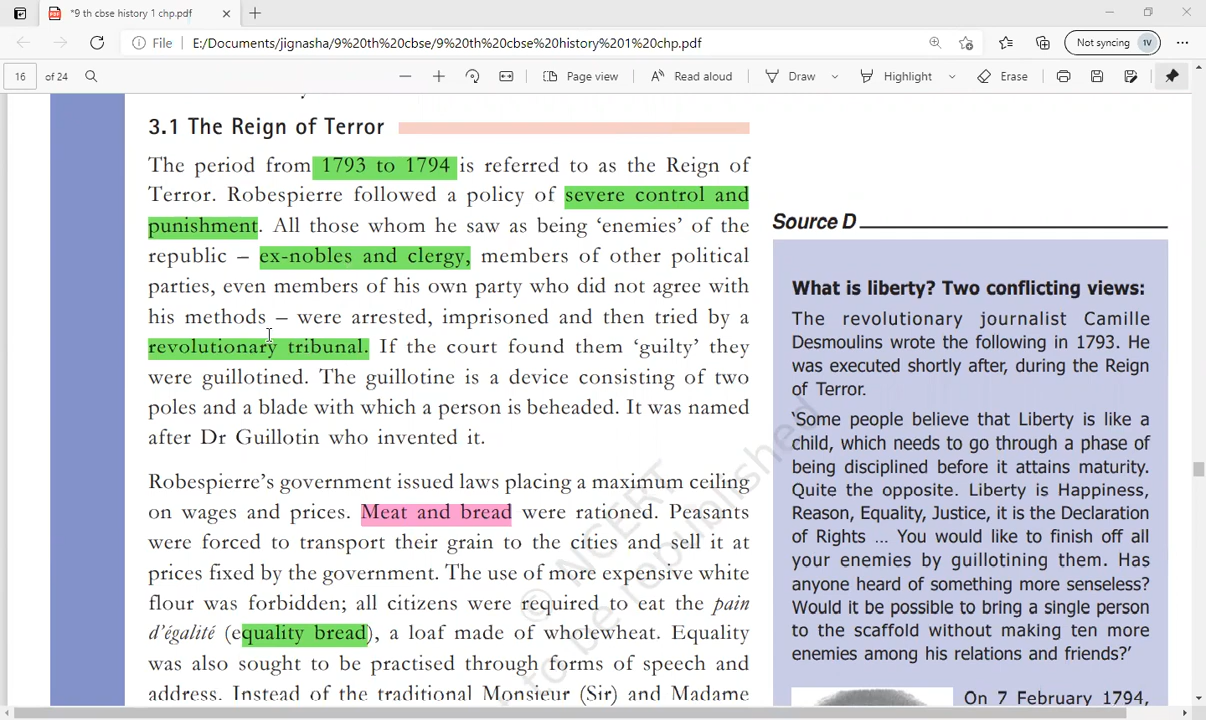 *9 th cbse history 1 chp.pdf
File
E:/Documents/jignasha/9%20th%20cbse/9%20th%20cbse%20history%201%20chp.pdf
Not syncing
1V
16 of 24
Page view
Read aloud
Draw
Highlight
Erase
3.1 The Reign of Terror
The period from 1793 to 1794 is referred to as the Reign of
Terror. Robespierre followed a policy of severe control and
punishment. All those whom he saw as being ‘enemies’ of the
republic – ex-nobles and clergy, members of other political
parties, even members of his own party who did not agree with
his methods – were arrested, imprisoned and then tried by a
revolutionary tribunal. If the court found them ‘guilty’ they
were guillotined. The guillotine is a device consisting of two
poles and a blade with which a person is beheaded. It was named
after Dr Guillotin who invented it.
Robespierre’s government issued laws placing a maximum ceiling
on wages and prices. Meat and bread were rationed. Peasants
were forced to transport their grain to the cities and sell it at
prices fixed by the government. The use of more expensive white
flour was forbidden; all citizens were required to eat the pain
d’égalité (equality bread), a loaf made of wholewheat. Equality
was also sought to be practised through forms of speech and
address. Instead of the traditional Monsieur (Sir) and Madame
© NCERT
to be republished
Source D
What is liberty? Two conflicting views:
The revolutionary journalist Camille
Desmoulins wrote the following in 1793. He
was executed shortly after, during the Reign
of Terror.
‘Some people believe that Liberty is like a
child, which needs to go through a phase of
being disciplined before it attains maturity.
Quite the opposite. Liberty is Happiness,
Reason, Equality, Justice, it is the Declaration
of Rights ... You would like to finish off all
your enemies by guillotining them. Has
anyone heard of something more senseless?
Would it be possible to bring a single person
to the scaffold without making ten more
enemies among his relations and friends?’
On 7 February 1794,